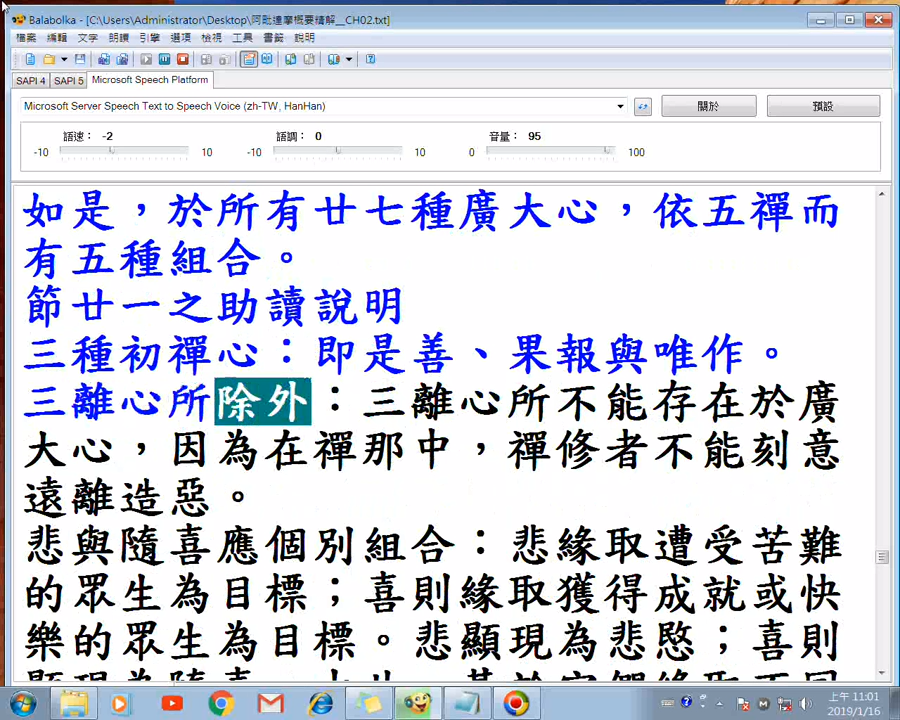 Balabolka - [C:\Users\Administrator\Desktop\阿毗達摩概要精解__CH02.txt]
檔案 編輯 文字 朗讀 引擎 選項 檢視 工具 書籤 說明
SAPI 4 SAPI 5 Microsoft Speech Platform
Microsoft Server Speech Text to Speech Voice (zh-TW, HanHan) 關於 預設
語速： -2 語調： 0 音量： 95
-10 10 -10 10 0 100
如是，於所有廿七種廣大心，依五禪而
有五種組合。
節廿一之助讀說明
三種初禪心：即是善、果報與唯作。
三離心所除外：三離心所不能存在於廣
大心，因為在禪那中，禪修者不能刻意
遠離造惡。
悲與隨喜應個別組合：悲緣取遭受苦難
的眾生為目標；喜則緣取獲得成就或快
樂的眾生為目標。悲顯現為悲愍；喜則
上午 11:01
2019/1/16